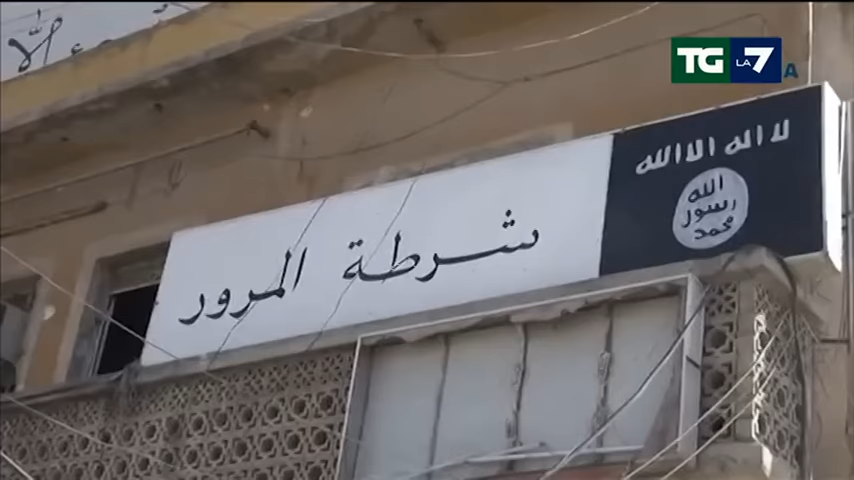 TG LA7
لا اله الا الله
الله
رسول
محمد
شرطة المرور